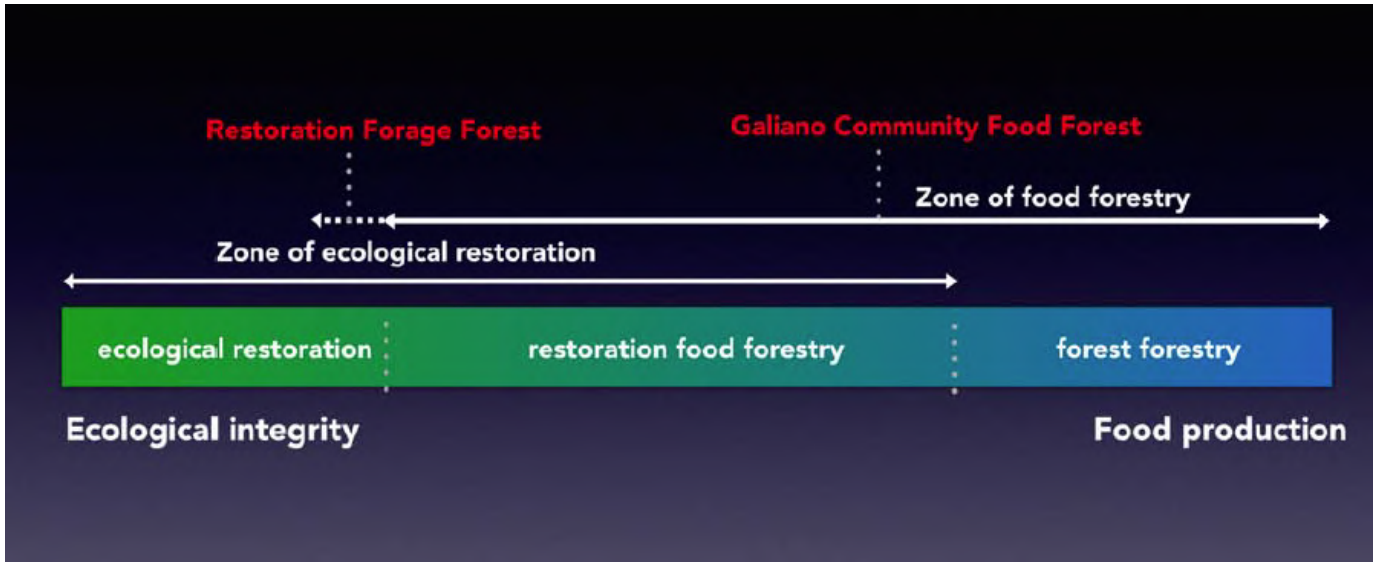 Restoration Forage Forest
Galiano Community Food Forest
Zone of food forestry
Zone of ecological restoration
ecological restoration
restoration food forestry
forest forestry
Ecological integrity
Food production